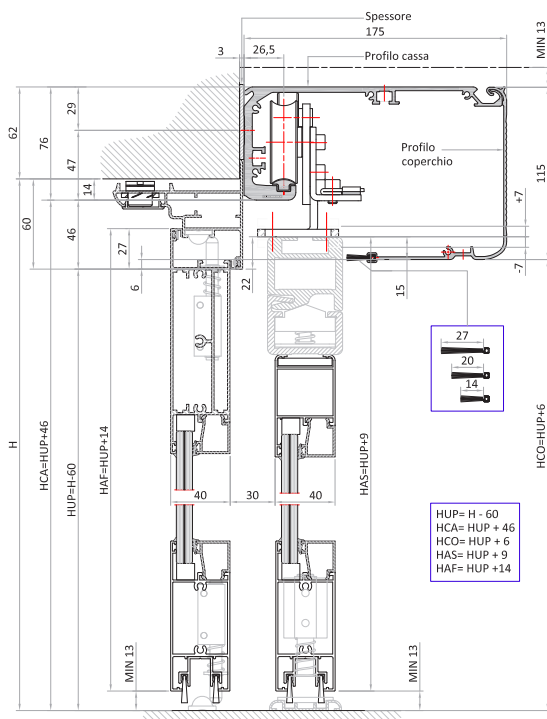 Spessore
175
MIN 13
3
26,5
Profilo cassa
62
76
29
47
Profilo
coperchio
115
14
60
46
27
6
22
15
+7
-7
27
20
14
H
HCA=HUP+46
HUP=H-60
HAF=HUP+14
HAS=HUP+9
HCO=HUP+6
40
30
40
HUP= H - 60
HCA= HUP + 46
HCO= HUP + 6
HAS= HUP + 9
HAF= HUP +14
MIN 13
MIN 13